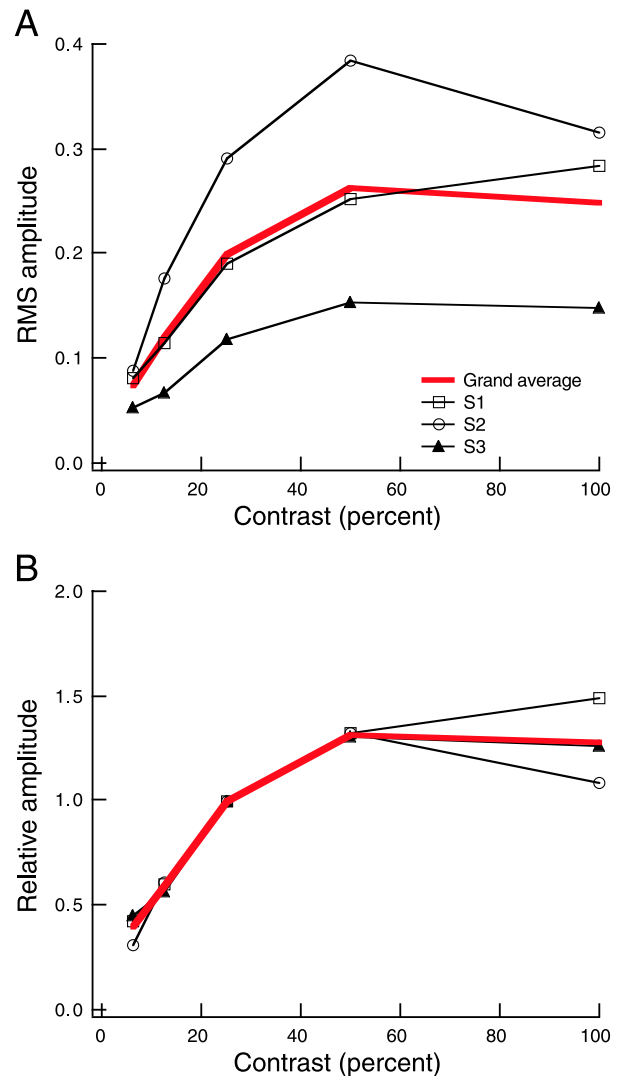 A
0.4
0.3
0.2
0.1
0.0
RMS amplitude
Grand average
S1
S2
S3
0 20 40 60 80 100
Contrast (percent)
B
2.0
1.5
1.0
0.5
0.0
Relative amplitude
0 20 40 60 80 100
Contrast (percent)